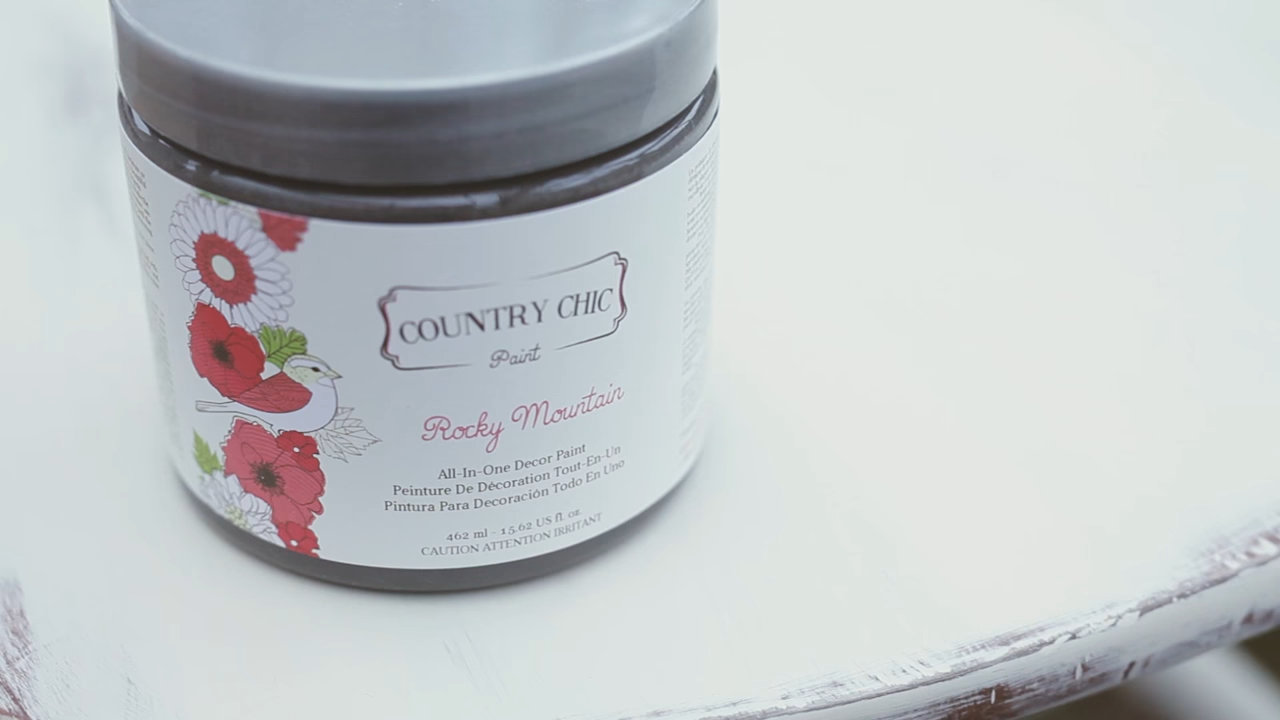 COUNTRY CHIC
Paint
Rocky Mountain
All-In-One Decor Paint
Peinture De Décoration Tout-En-Un
Pintura Para Decoración Todo En Uno
462 ml - 15.62 US fl. oz.
CAUTION ATTENTION IRRITANT